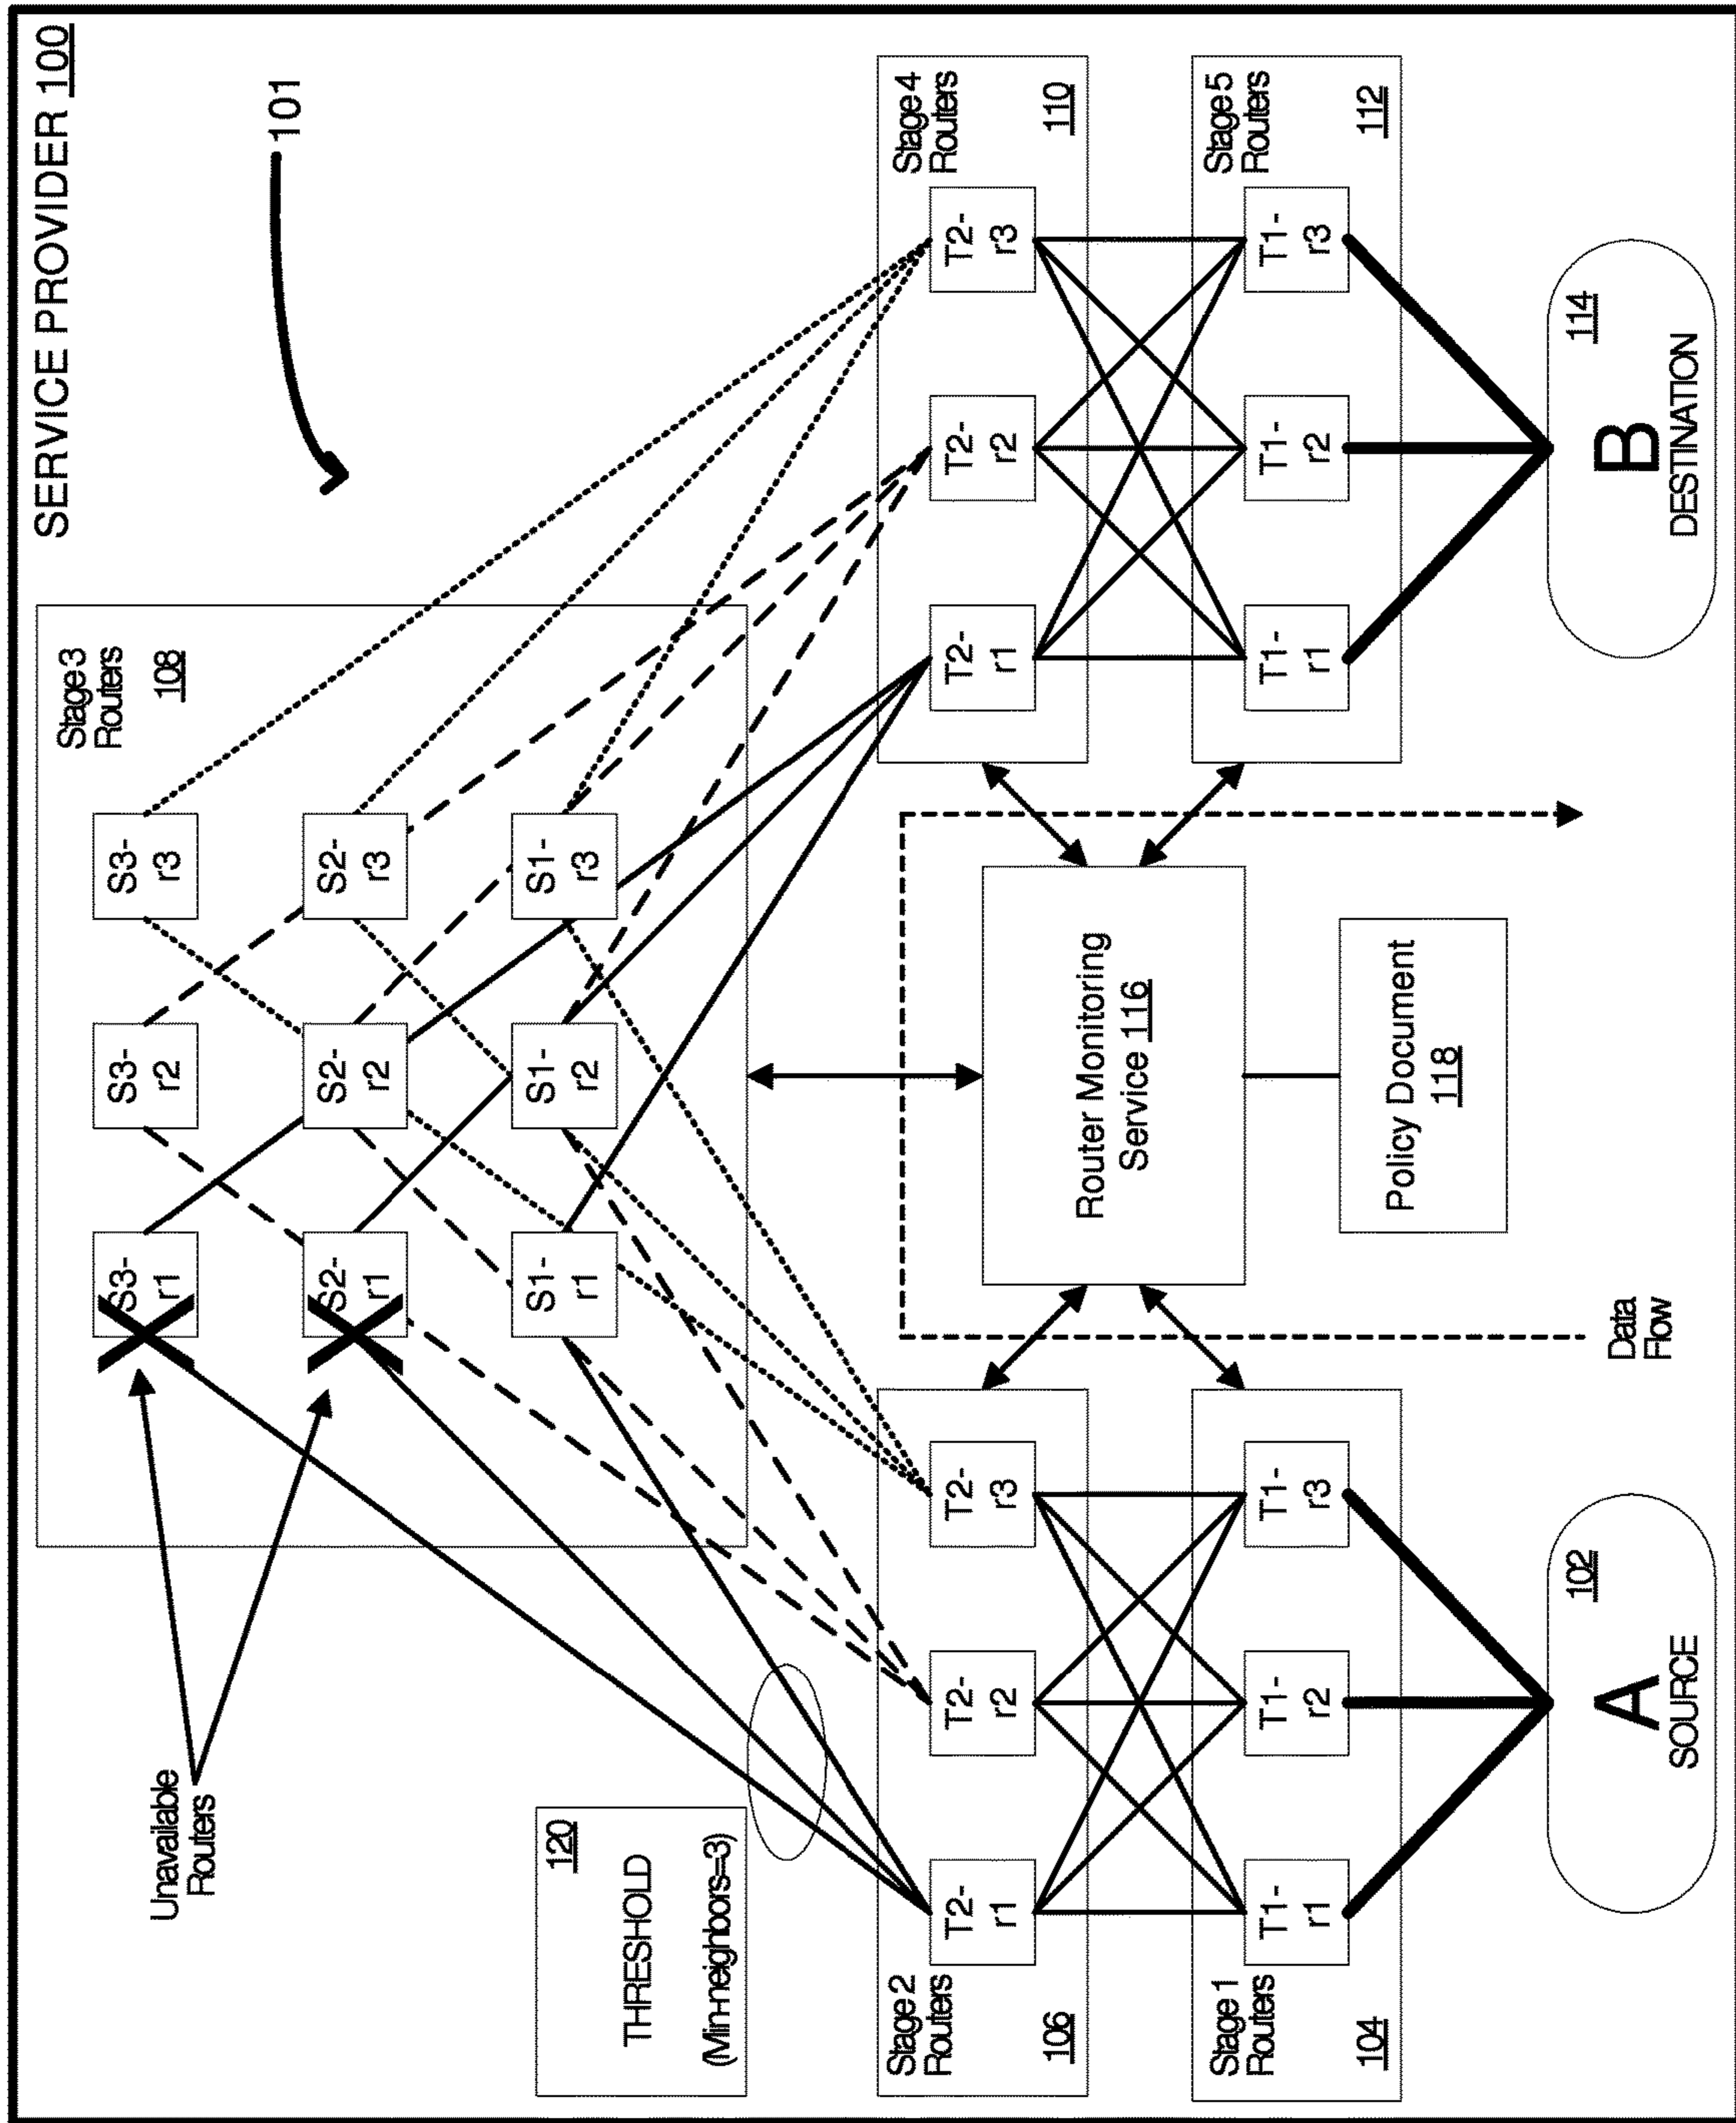 SERVICE PROVIDER 100
101
Unavailable
Routers
Stage 3
Routers
108
S3-
r1
S3-
r2
S3-
r3
S2-
r1
S2-
r2
S2-
r3
S1-
r1
S1-
r2
S1-
r3
120
THRESHOLD
(Min-neighbors=3)
Stage 2
Routers
106
T2-
r1
T2-
r2
T2-
r3
Stage 4
Routers
110
T2-
r1
T2-
r2
T2-
r3
Router Monitoring
Service 116
Stage 1
Routers
104
T1-
r1
T1-
r2
T1-
r3
Stage 5
Routers
112
T1-
r1
T1-
r2
T1-
r3
Policy Document
118
Data
Flow
A
SOURCE
102
B
DESTINATION
114